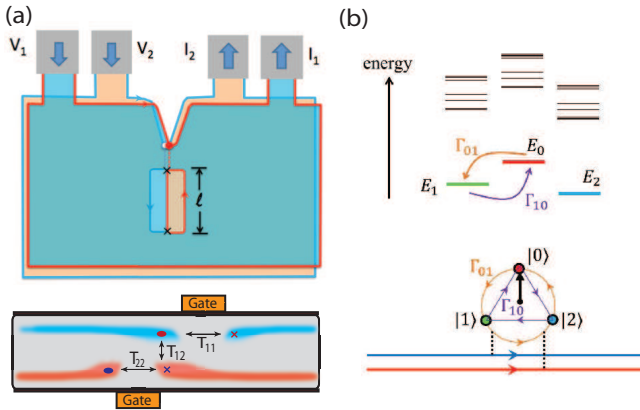 (a)
V₁ V₂ I₂ I₁
ℓ
Gate
T₁₁
T₁₂
T₂₂
Gate
(b)
energy
Γ₀₁ E₀
E₁ E₂
Γ₁₀
|0⟩
Γ₀₁
Γ₁₀
|1⟩ |2⟩